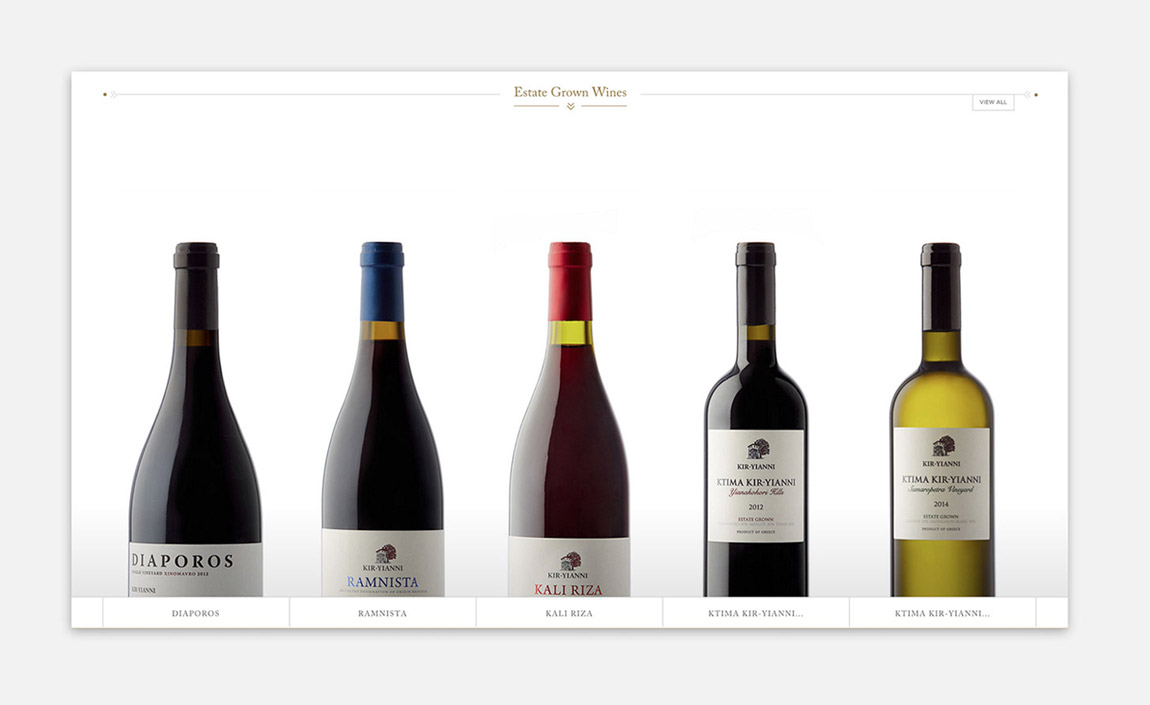 Estate Grown Wines
VIEW ALL
DIAPOROS
SINGLE VINEYARD XINOMAVRO 2012
KIR-YIANNI
KIR-YIANNI
RAMNISTA
KIR-YIANNI
KALI RIZA
KIR-YIANNI
KTIMA KIR-YIANNI
Yianakohori Hills
2012
ESTATE GROWN
PRODUCT OF GREECE
KIR-YIANNI
KTIMA KIR-YIANNI
Samaropetra Vineyard
2014
ESTATE GROWN
PRODUCT OF GREECE
DIAPOROS
RAMNISTA
KALI RIZA
KTIMA KIR-YIANNI...
KTIMA KIR-YIANNI...